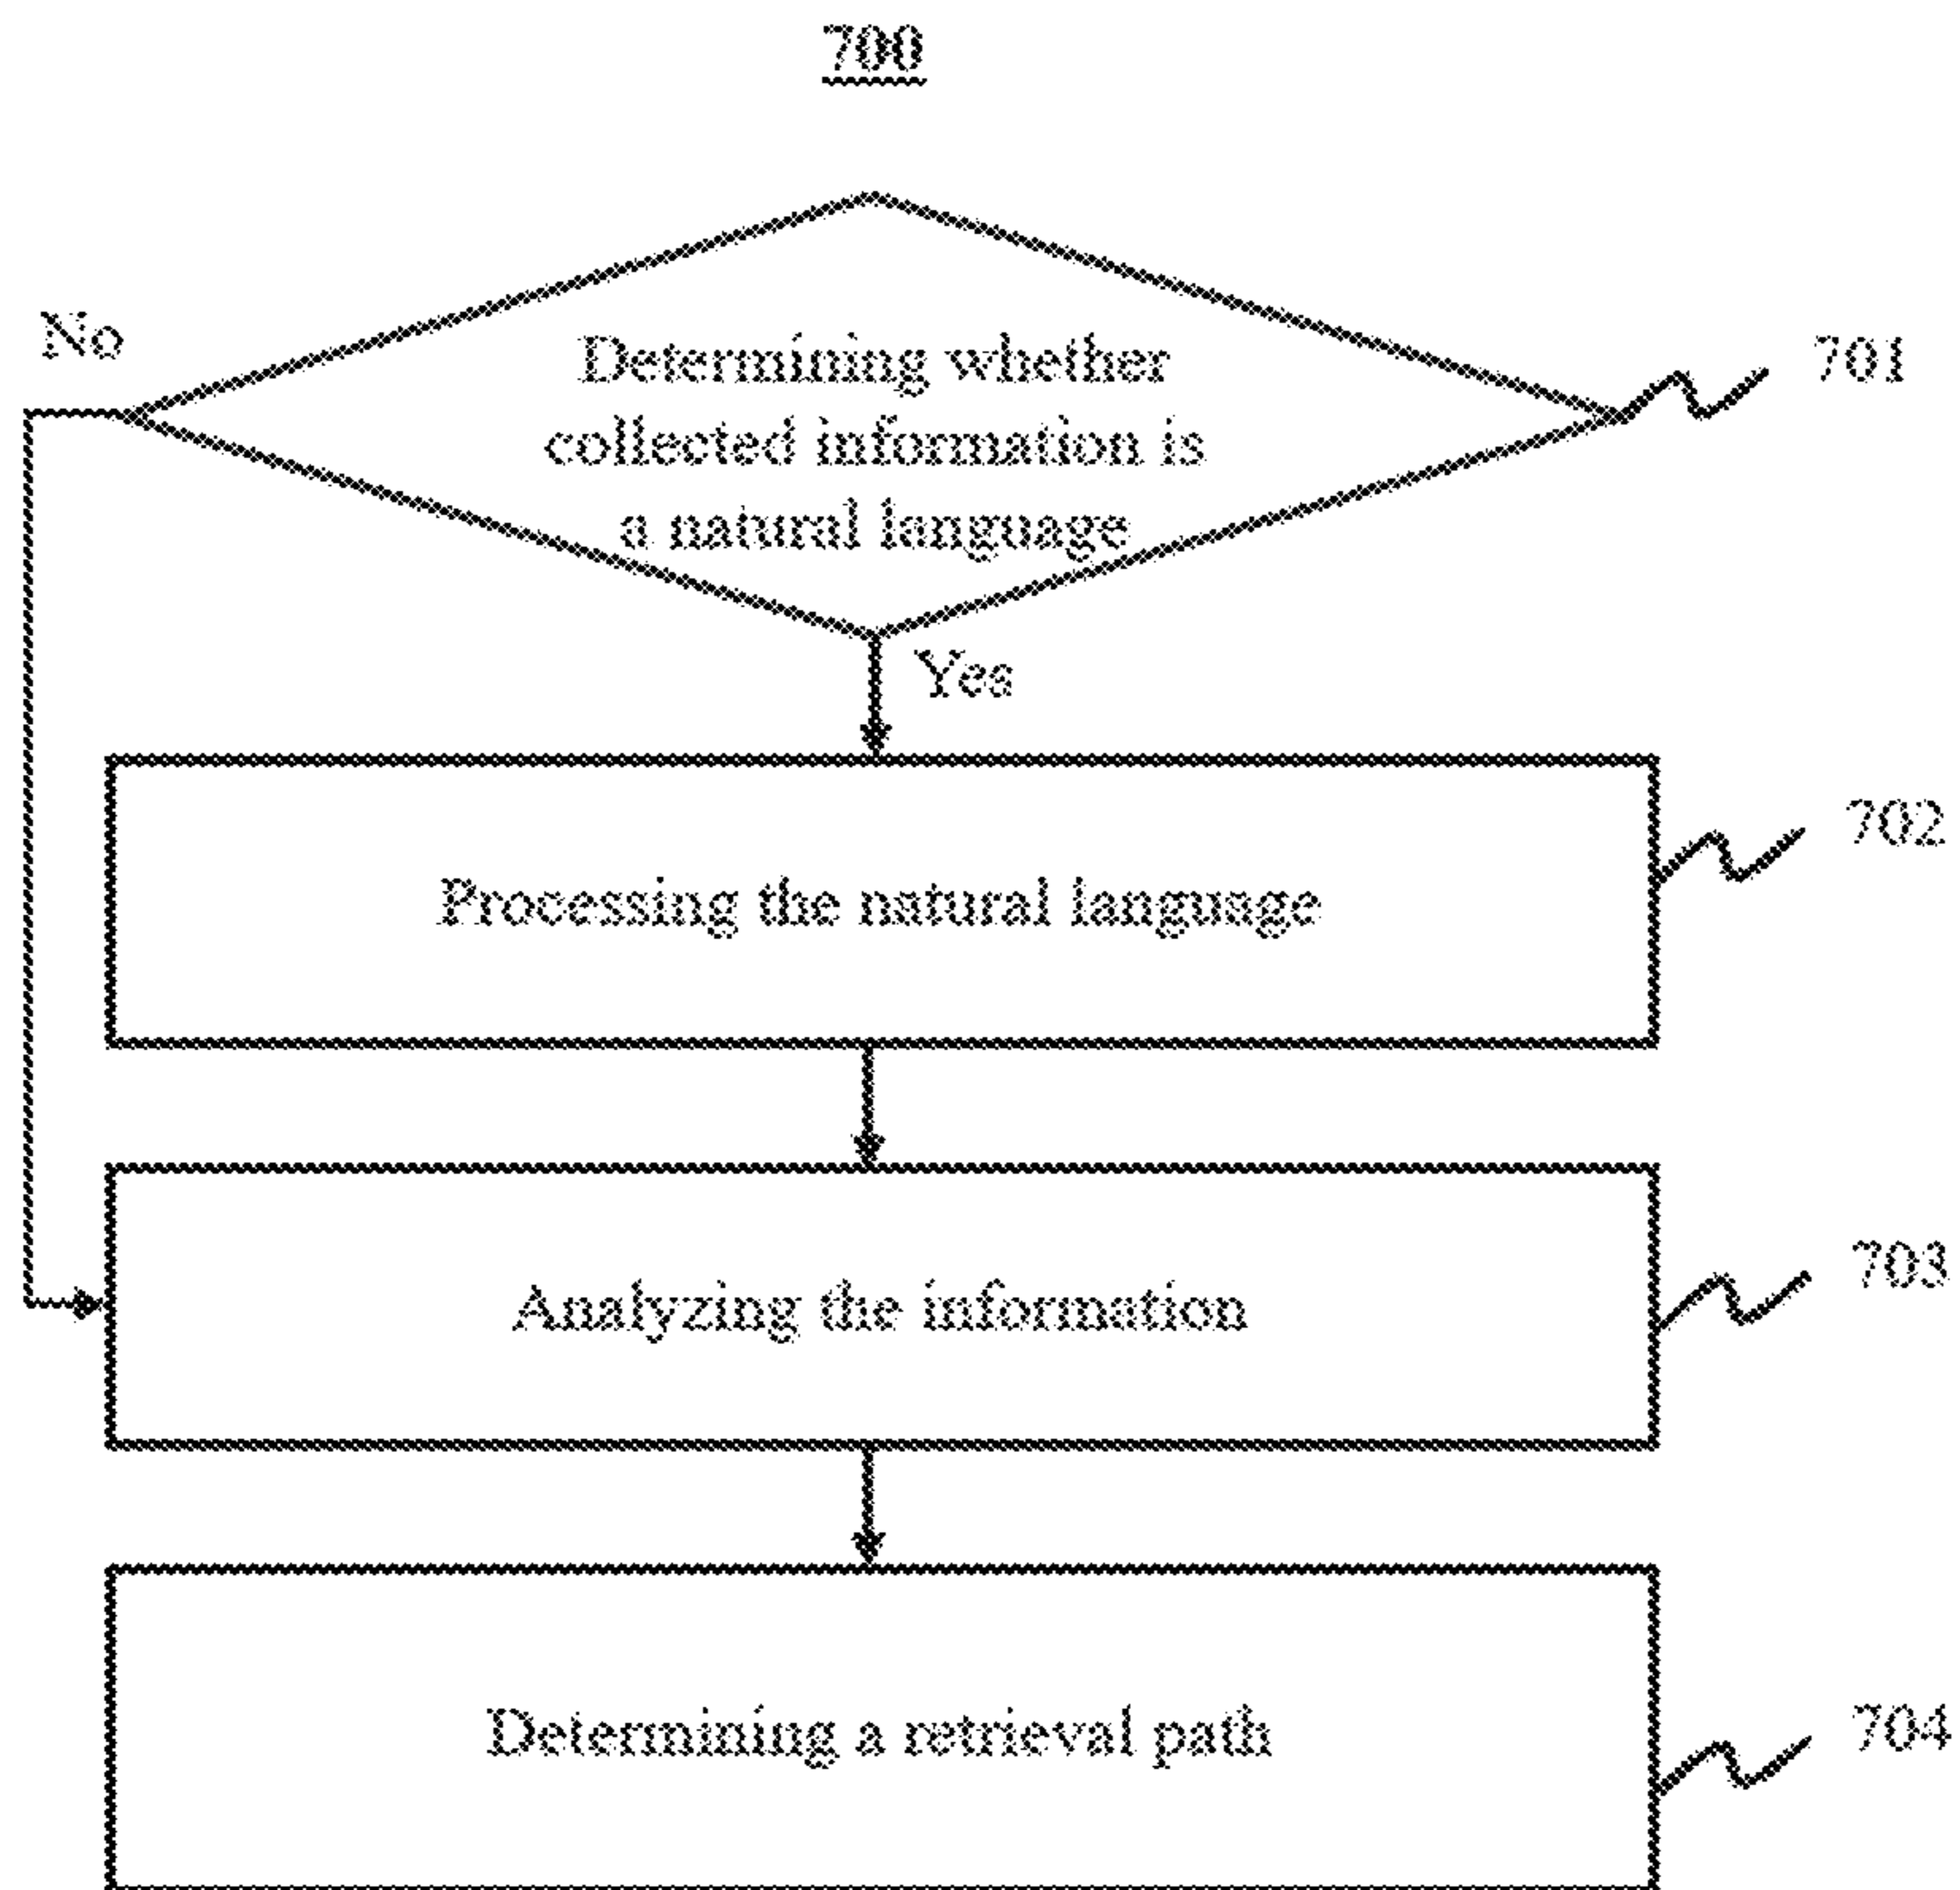 700
No
Determining whether
collected information is
a natural language
701
Yes
702
Processing the natural language
703
Analyzing the information
704
Determining a retrieval path